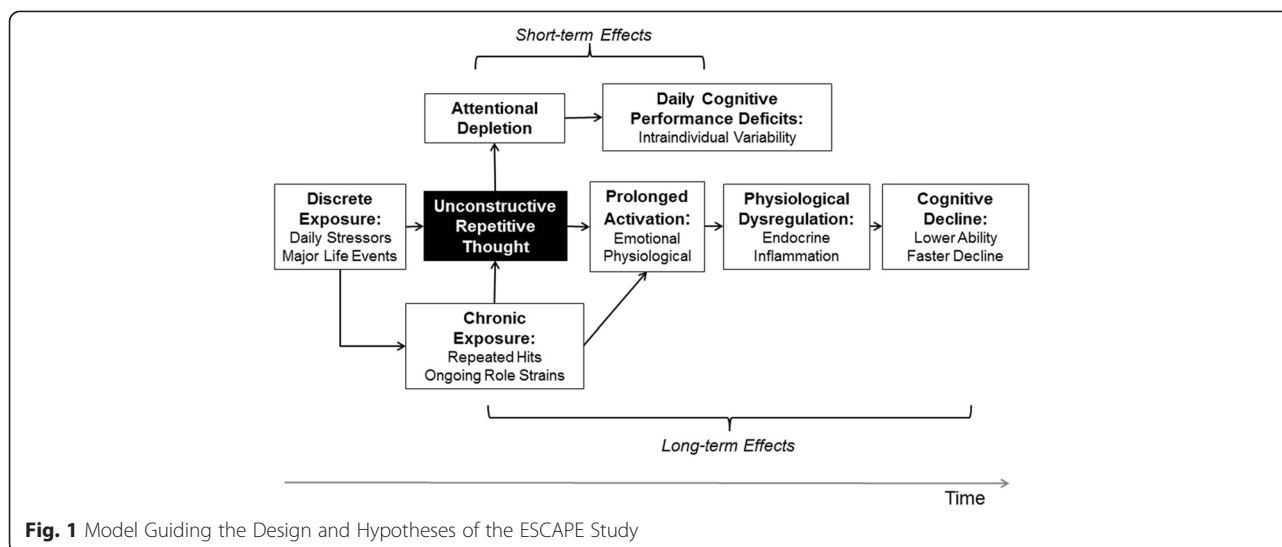 Short-term Effects
Attentional
Depletion
Daily Cognitive
Performance Deficits:
Intraindividual Variability
Discrete
Exposure:
Daily Stressors
Major Life Events
Unconstructive
Repetitive
Thought
Prolonged
Activation:
Emotional
Physiological
Physiological
Dysregulation:
Endocrine
Inflammation
Cognitive
Decline:
Lower Ability
Faster Decline
Chronic
Exposure:
Repeated Hits
Ongoing Role Strains
Long-term Effects
Time
Fig. 1 Model Guiding the Design and Hypotheses of the ESCAPE Study